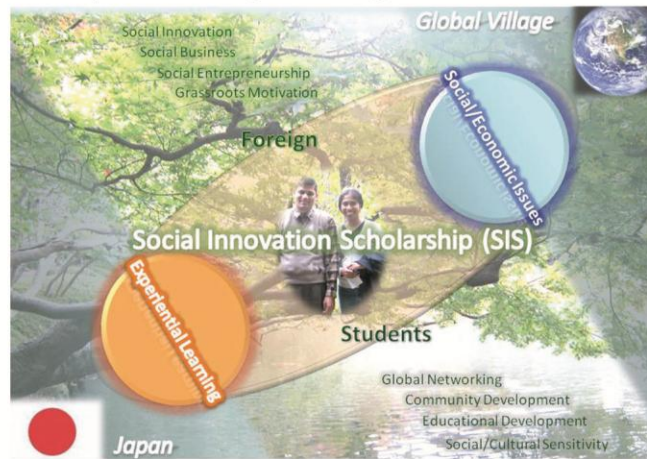 Global Village
Social Innovation
Social Business
Social Entrepreneurship
Grassroots Motivation
Social/Economic Issues
Foreign
Social Innovation Scholarship (SIS)
Experiential Learning
Students
Global Networking
Community Development
Educational Development
Social/Cultural Sensitivity
Japan